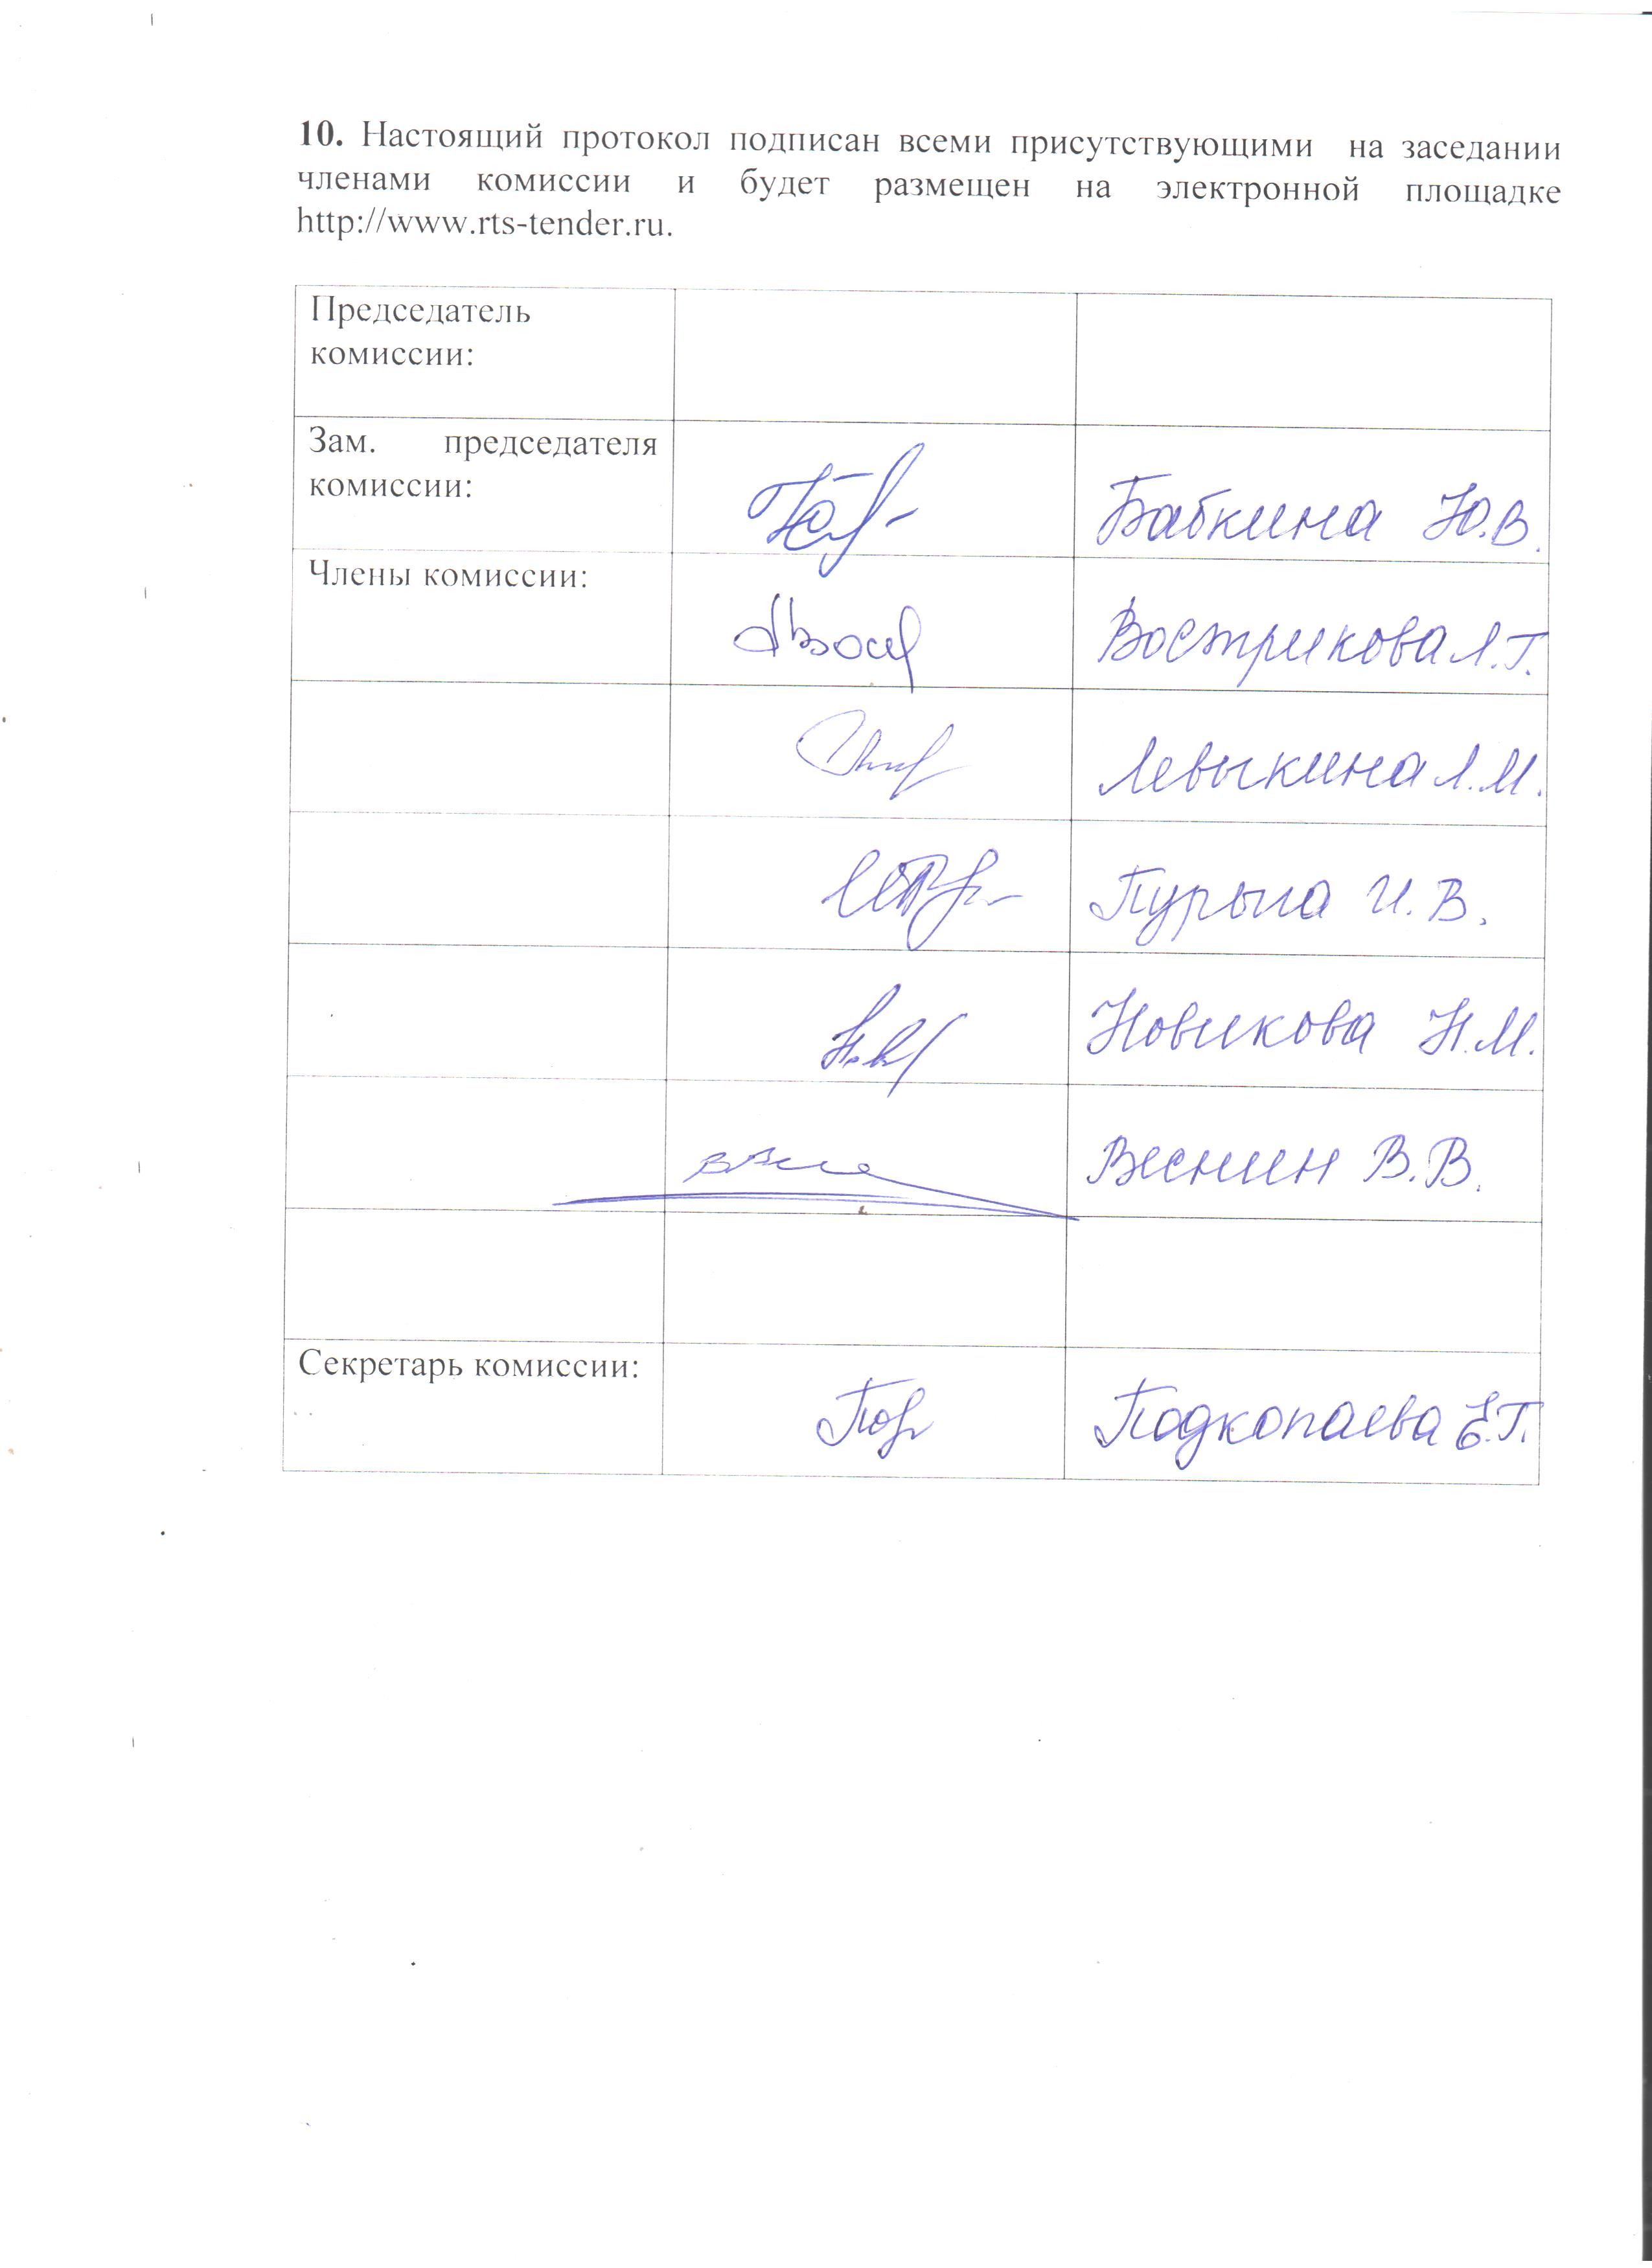 10. Настоящий протокол подписан всеми присутствующими на заседании
членами комиссии и будет размещен на электронной площадке
http://www.rts-tender.ru.
Председатель
комиссии:
Зам. председателя
комиссии:
Бабкина Ю.В.
Члены комиссии:
Вострикова Л.Г.
Левыкина Л.М.
Пурыга И.В.
Новикова Н.М.
Веснин В.В.
Секретарь комиссии:
Подкопаева Е.Г.